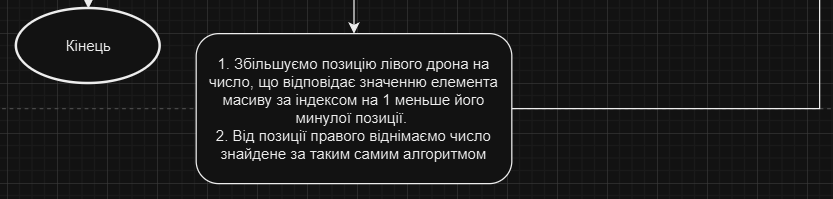 Кінець
1. Збільшуємо позицію лівого дрона на
число, що відповідає значенню елемента
масиву за індексом на 1 меньше його
минулої позиції.
2. Від позиції правого віднімаємо число
знайдене за таким самим алгоритмом